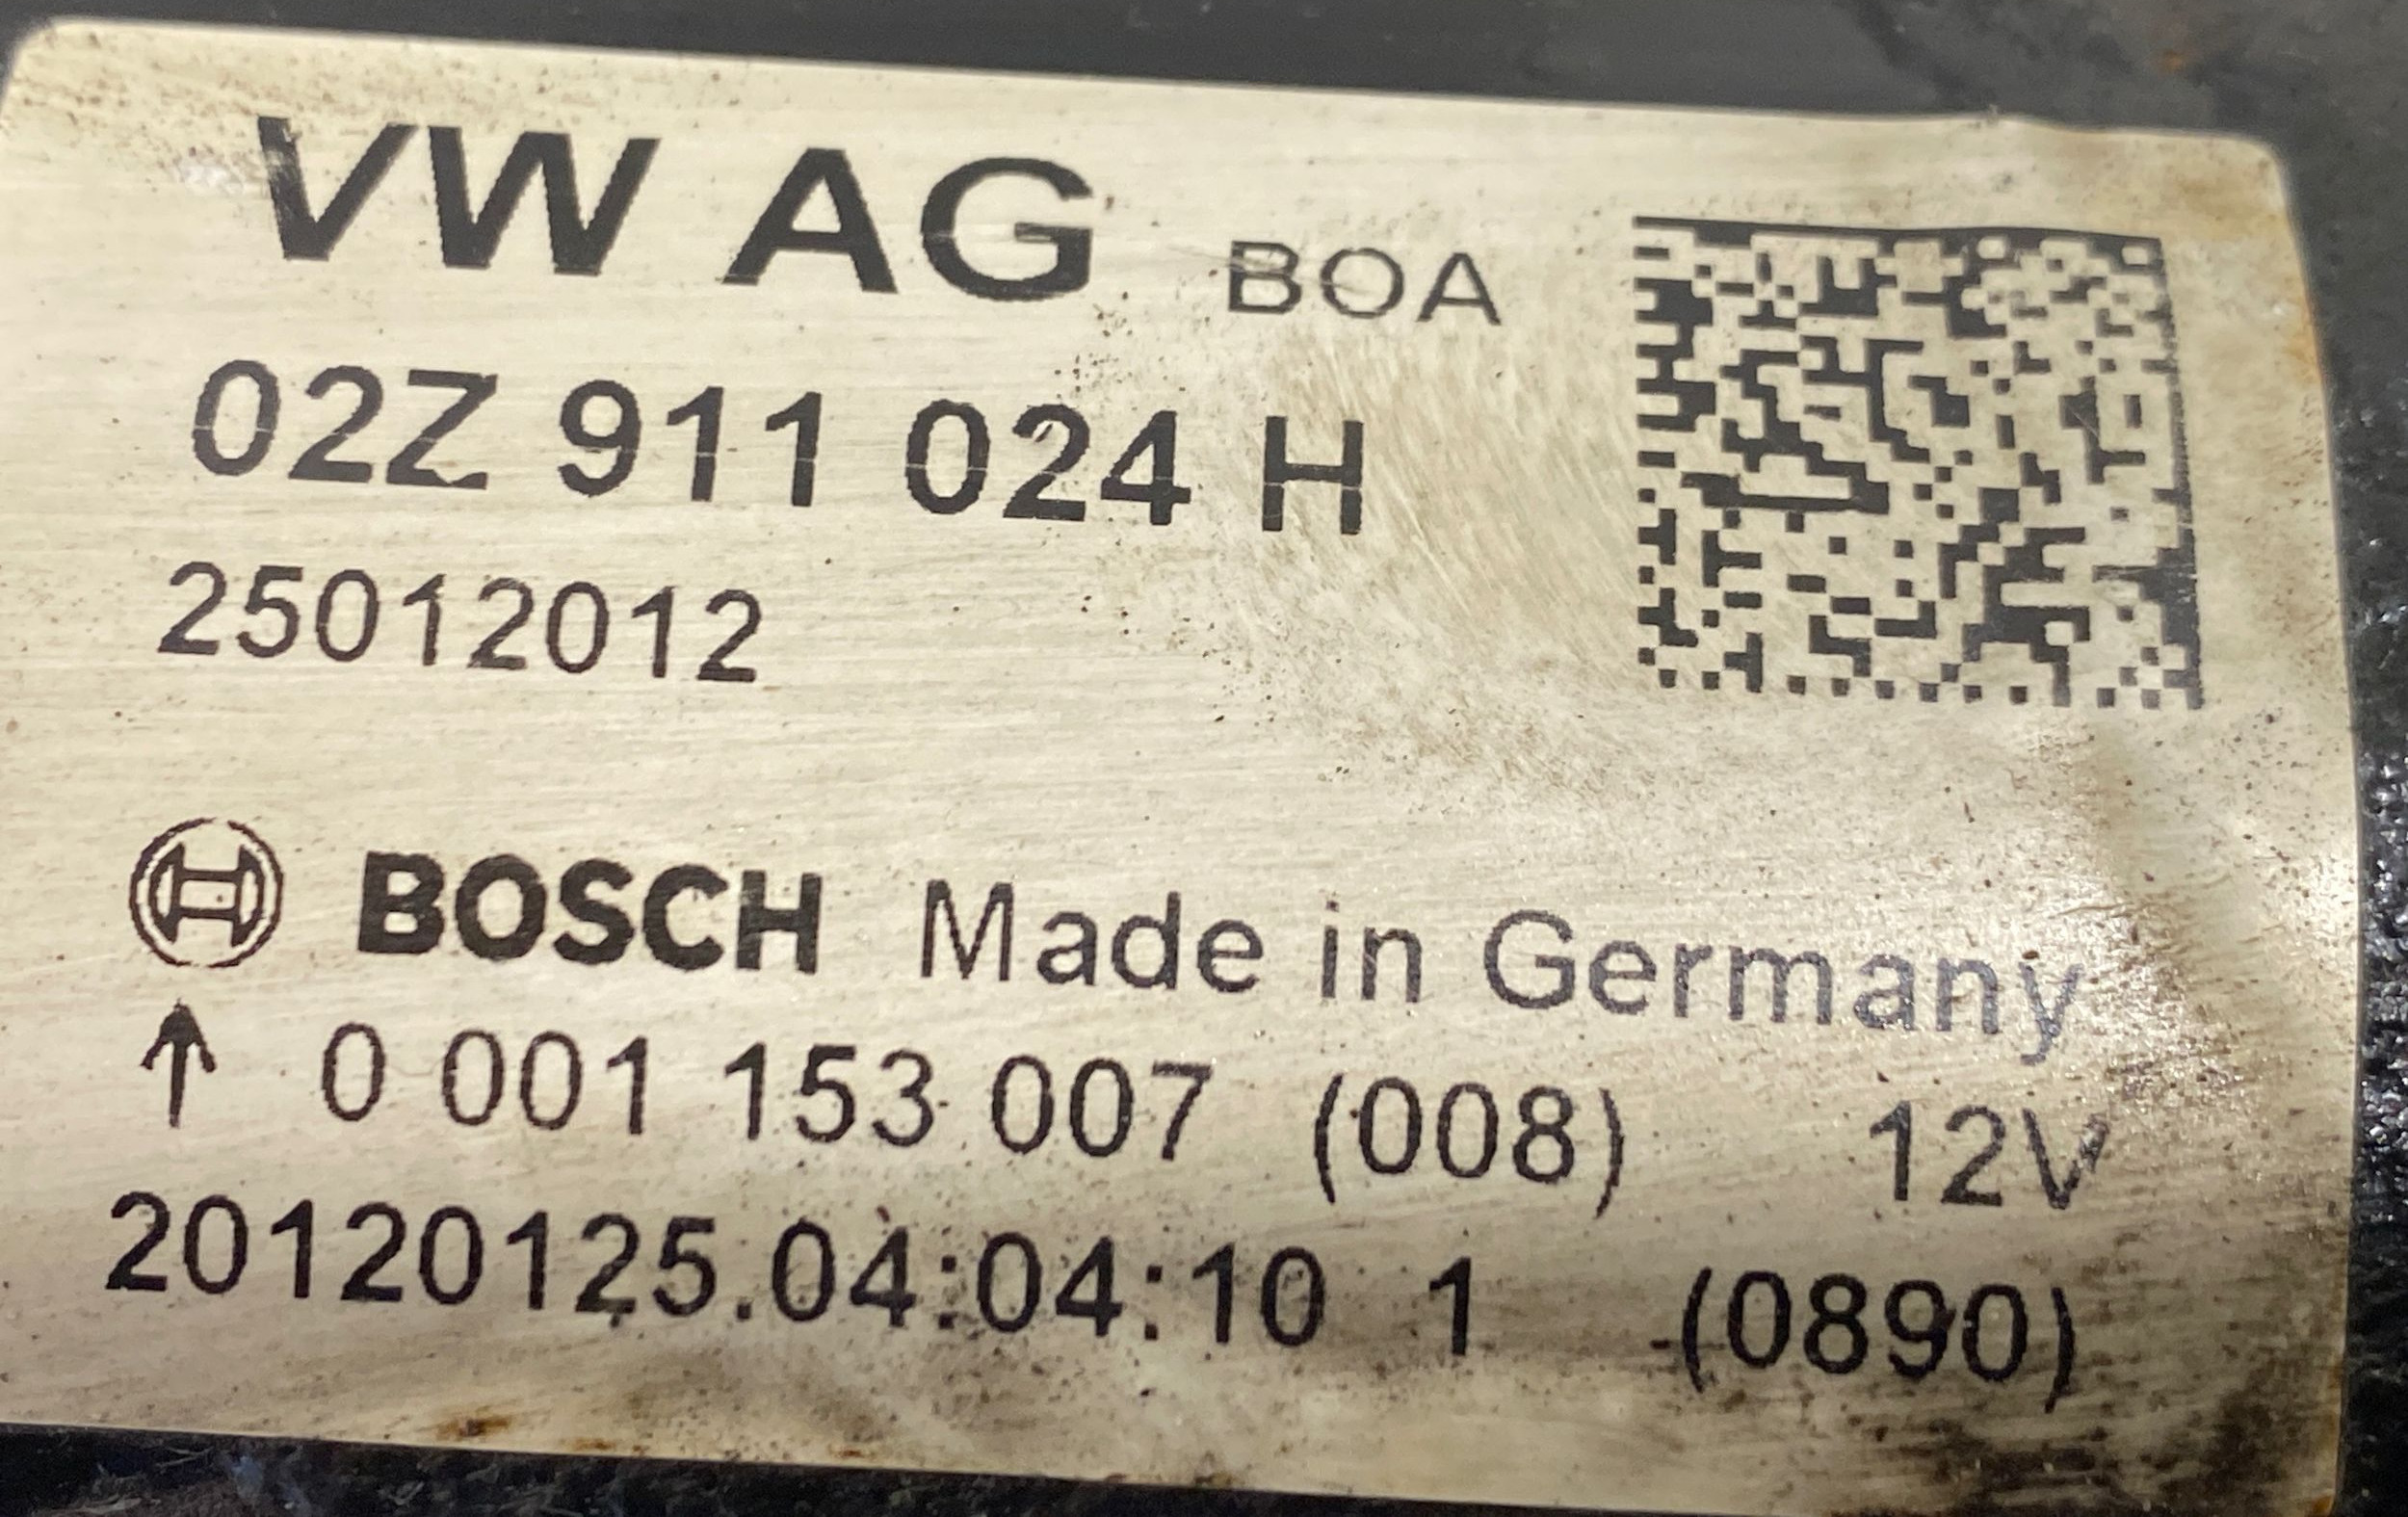 VW AG BOA
02Z 911 024 H
25012012
BOSCH Made in Germany
↑ 0 001 153 007 (008) 12V
20120125.04:04:10 1 (0890)